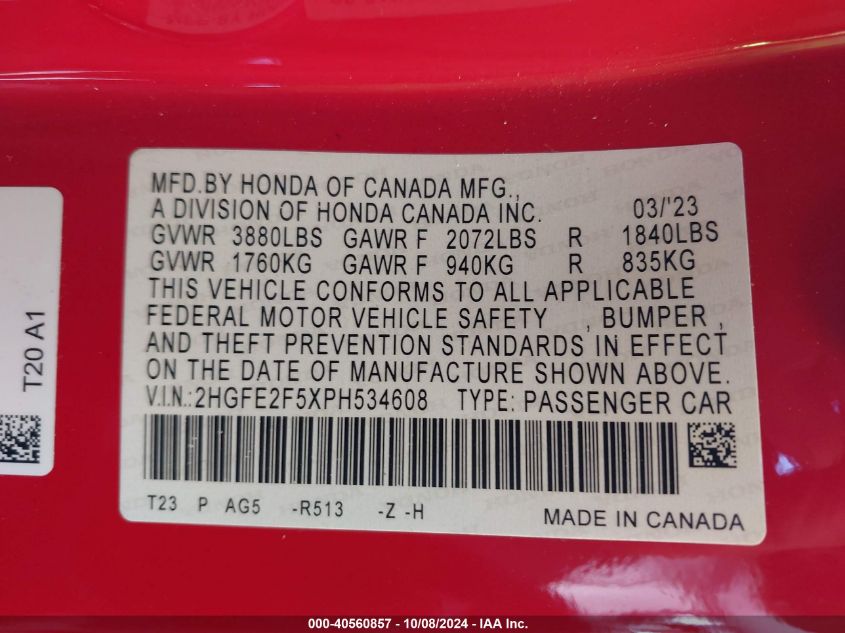 MFD.BY HONDA OF CANADA MFG.,
A DIVISION OF HONDA CANADA INC. 03/'23
GVWR 3880LBS GAWR F 2072LBS R 1840LBS
GVWR 1760KG GAWR F 940KG R 835KG
THIS VEHICLE CONFORMS TO ALL APPLICABLE
FEDERAL MOTOR VEHICLE SAFETY , BUMPER ,
AND THEFT PREVENTION STANDARDS IN EFFECT
ON THE DATE OF MANUFACTURE SHOWN ABOVE.
V.I.N.:2HGFE2F5XPH534608 TYPE: PASSENGER CAR
T23 P AG5 -R513 -Z -H MADE IN CANADA
T20 A1
000-40560857 - 10/08/2024 - IAA Inc.